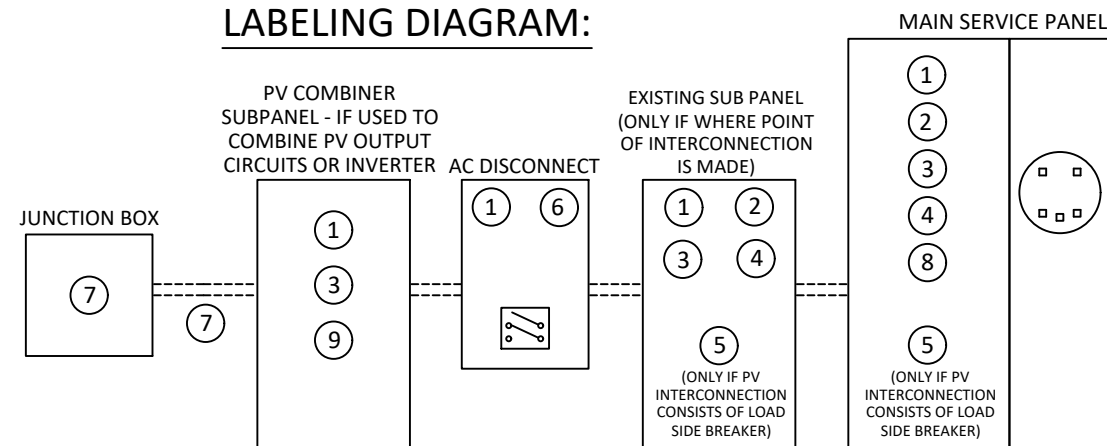 LABELING DIAGRAM:
MAIN SERVICE PANEL
PV COMBINER
SUBPANEL - IF USED TO
COMBINE PV OUTPUT
CIRCUITS OR INVERTER
AC DISCONNECT
EXISTING SUB PANEL
(ONLY IF WHERE POINT
OF INTERCONNECTION
IS MADE)
JUNCTION BOX
7
7
1
3
9
1 6
1 2
3 4
5
(ONLY IF PV
INTERCONNECTION
CONSISTS OF LOAD
SIDE BREAKER)
1
2
3
4
8
5
(ONLY IF PV
INTERCONNECTION
CONSISTS OF LOAD
SIDE BREAKER)